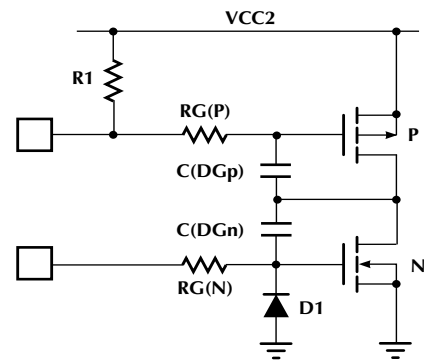 VCC2
R1
RG(P)
P
C(DGp)
C(DGn)
N
RG(N)
D1